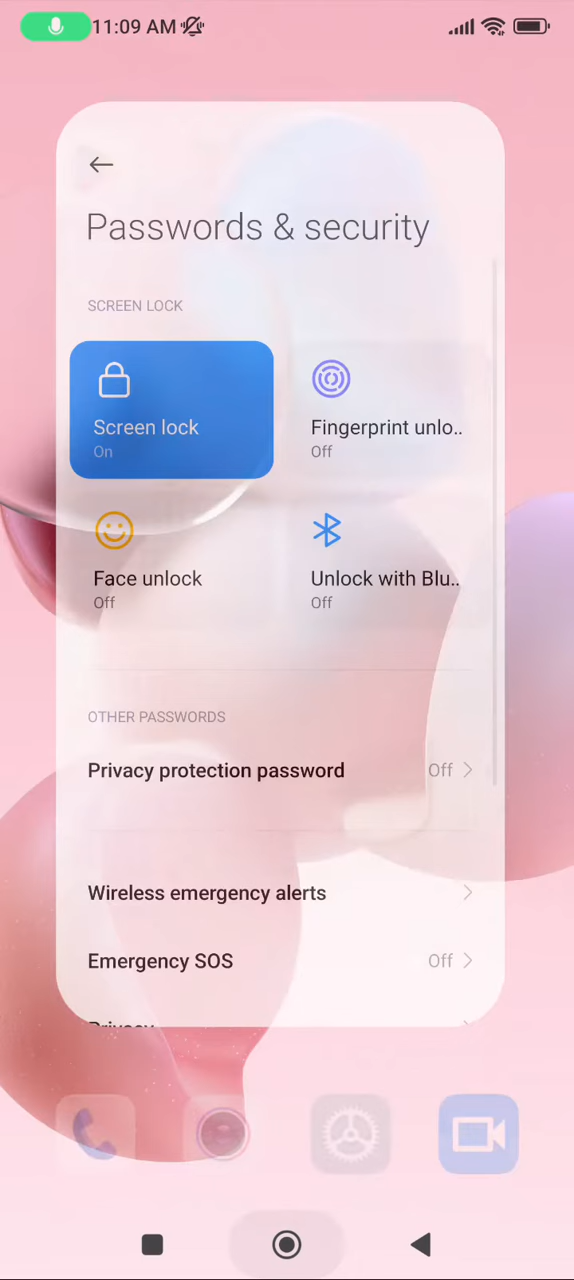 11:09 AM
Passwords & security
SCREEN LOCK
Screen lock
On
Fingerprint unlo..
Off
Face unlock
Off
Unlock with Blu..
Off
OTHER PASSWORDS
Privacy protection password
Off
Wireless emergency alerts
Emergency SOS
Off
Privacy